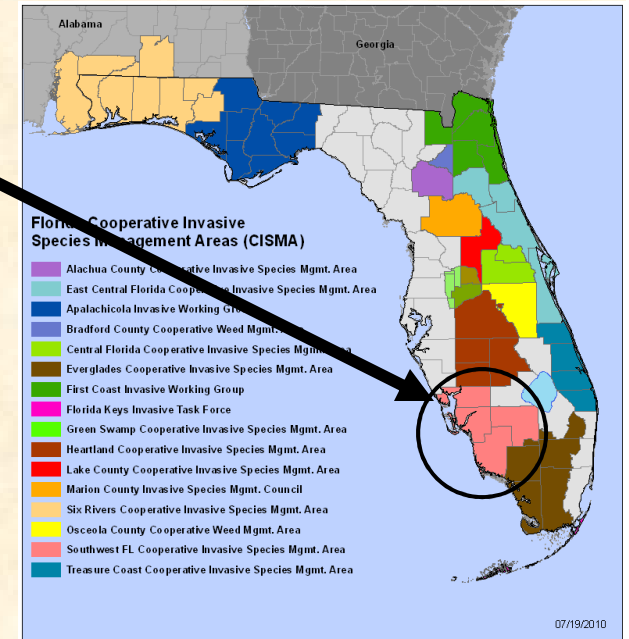 Alabama
Georgia
Florida Cooperative Invasive
Species Management Areas (CISMA)
Alachua County Cooperative Invasive Species Mgmt. Area
East Central Florida Cooperative Invasive Species Mgmt. Area
Apalachicola Invasive Working Group
Bradford County Cooperative Weed Mgmt. Area
Central Florida Cooperative Invasive Species Mgmt. Area
Everglades Cooperative Invasive Species Mgmt. Area
First Coast Invasive Working Group
Florida Keys Invasive Task Force
Green Swamp Cooperative Invasive Species Mgmt. Area
Heartland Cooperative Invasive Species Mgmt. Area
Lake County Cooperative Invasive Species Mgmt. Area
Marion County Invasive Species Mgmt. Council
Six Rivers Cooperative Invasive Species Mgmt. Area
Osceola County Cooperative Weed Mgmt. Area
Southwest FL Cooperative Invasive Species Mgmt. Area
Treasure Coast Cooperative Invasive Species Mgmt. Area
07/19/2010